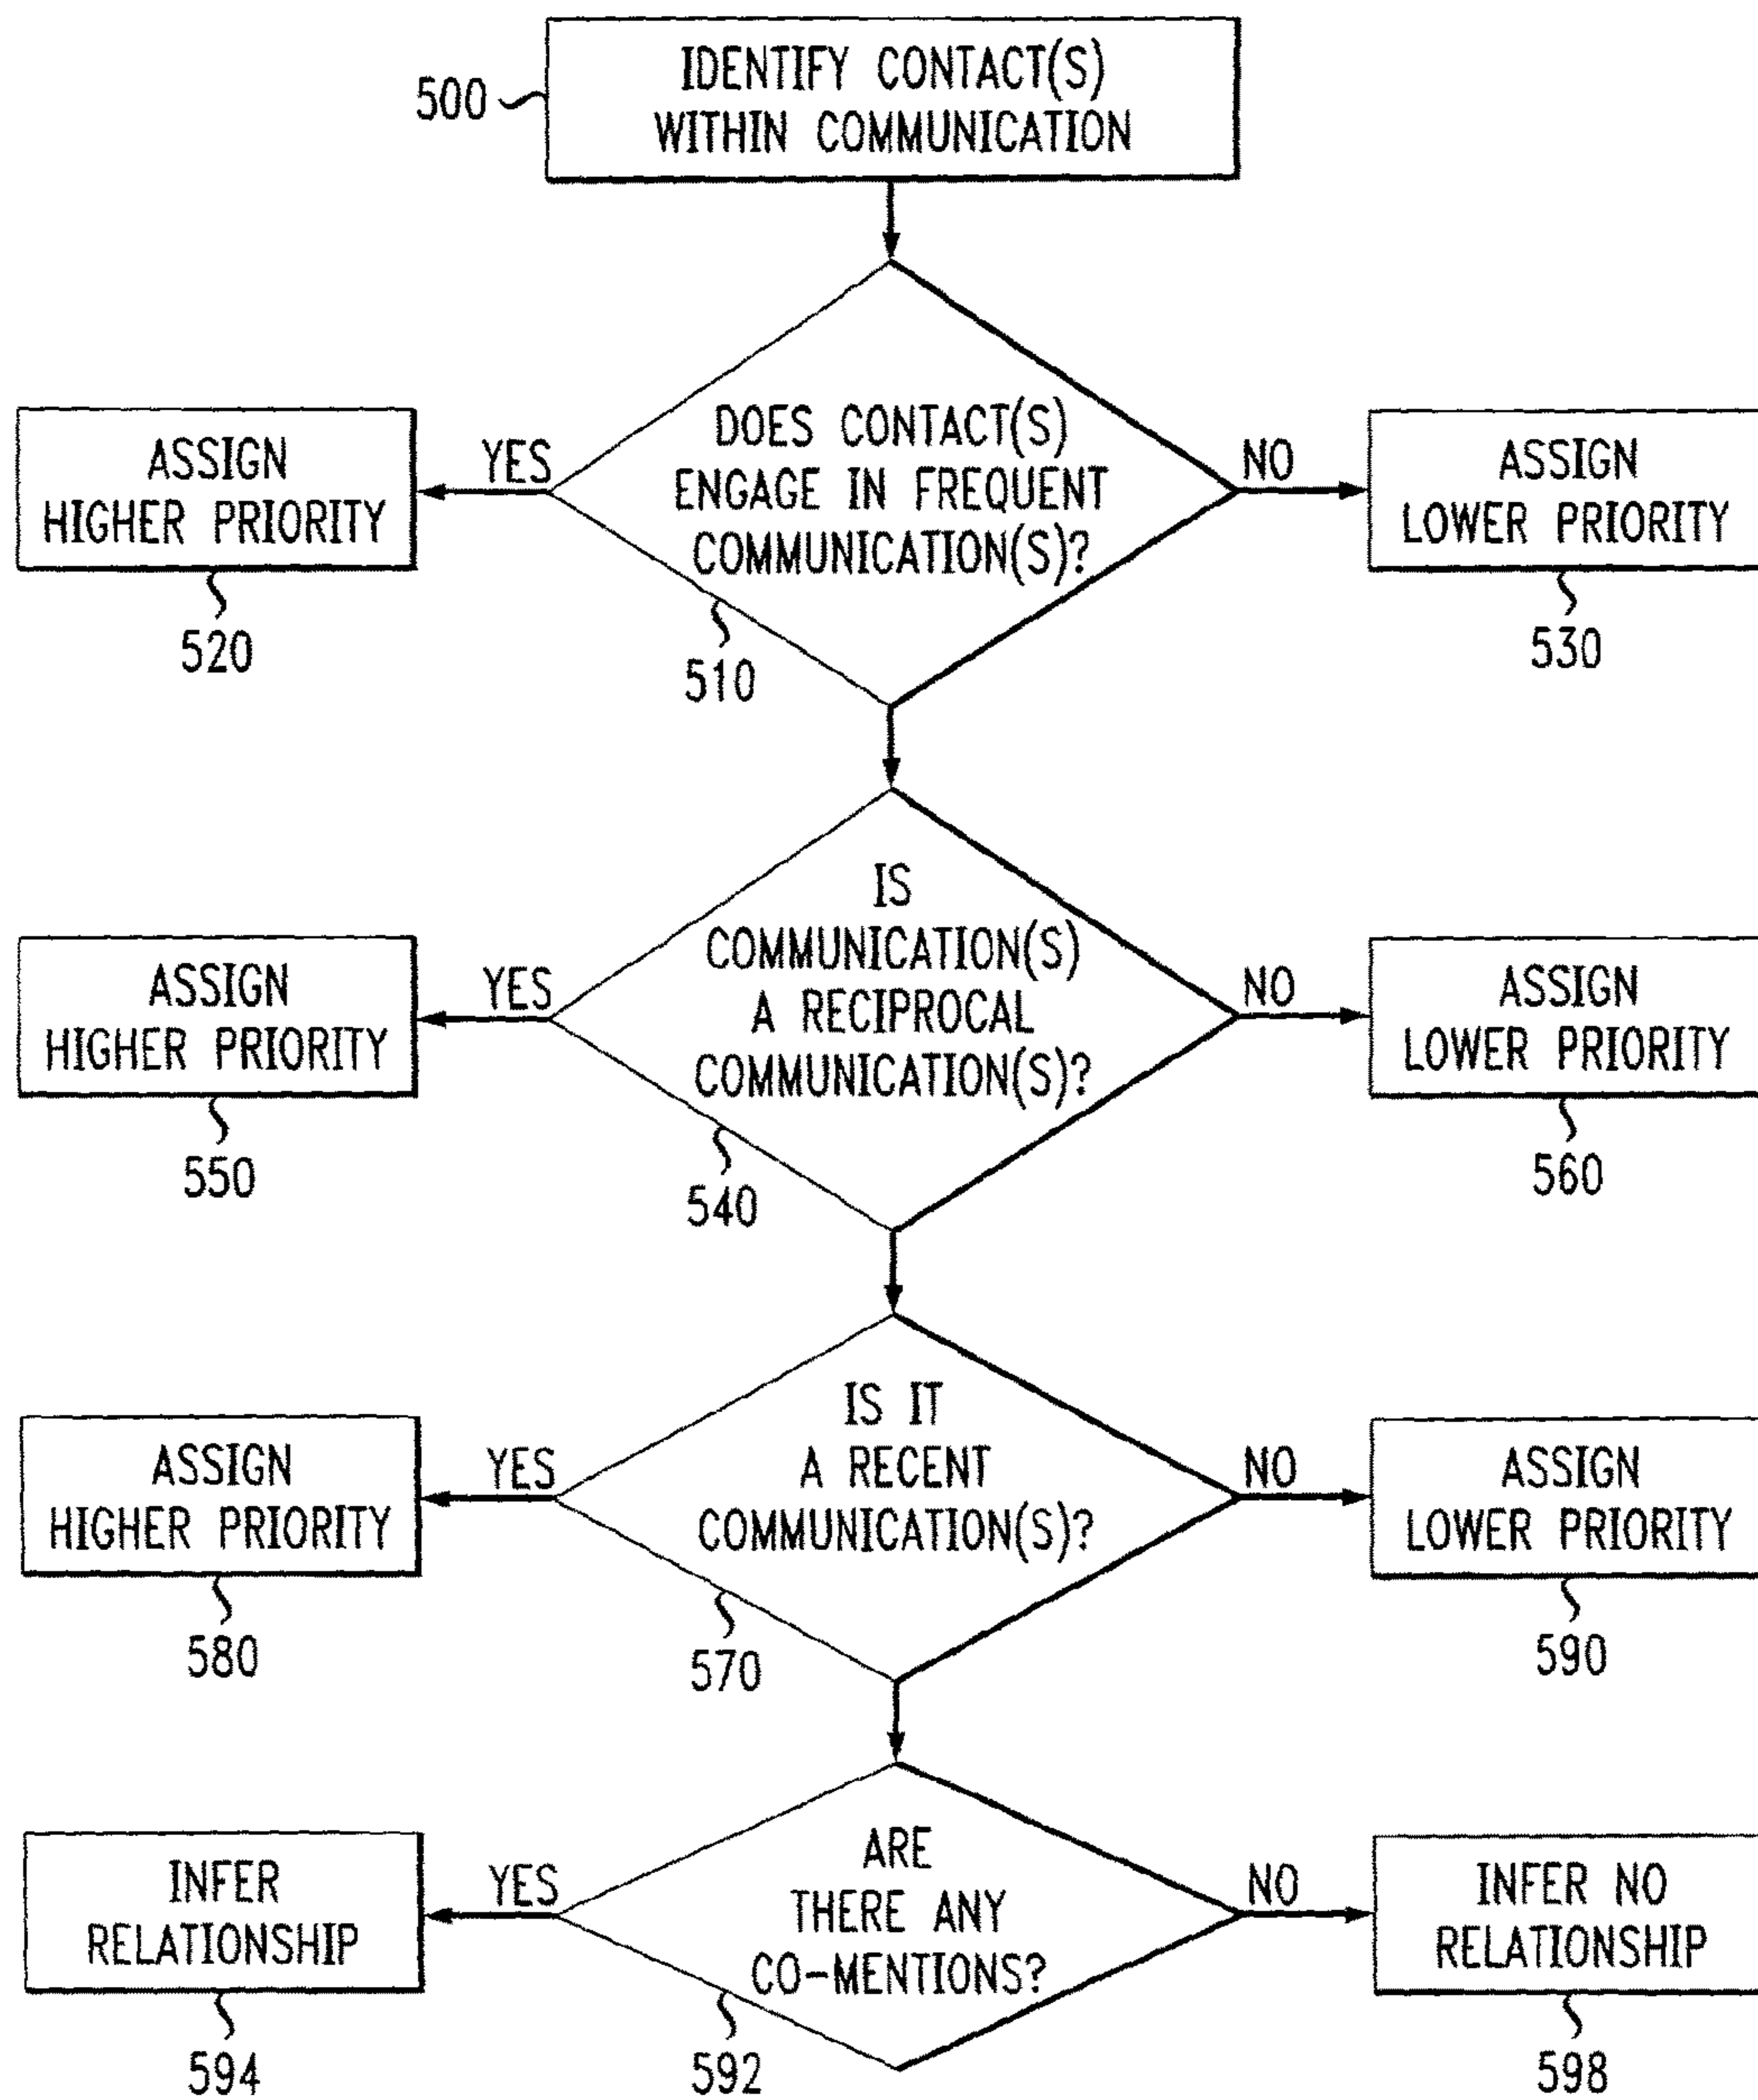 IDENTIFY CONTACT(S)
WITHIN COMMUNICATION
500
DOES CONTACT(S)
ENGAGE IN FREQUENT
COMMUNICATION(S)?
510
YES
ASSIGN
HIGHER PRIORITY
520
NO
ASSIGN
LOWER PRIORITY
530
IS
COMMUNICATION(S)
A RECIPROCAL
COMMUNICATION(S)?
540
YES
ASSIGN
HIGHER PRIORITY
550
NO
ASSIGN
LOWER PRIORITY
560
IS IT
A RECENT
COMMUNICATION(S)?
570
YES
ASSIGN
HIGHER PRIORITY
580
NO
ASSIGN
LOWER PRIORITY
590
ARE
THERE ANY
CO-MENTIONS?
592
YES
INFER
RELATIONSHIP
594
NO
INFER NO
RELATIONSHIP
598